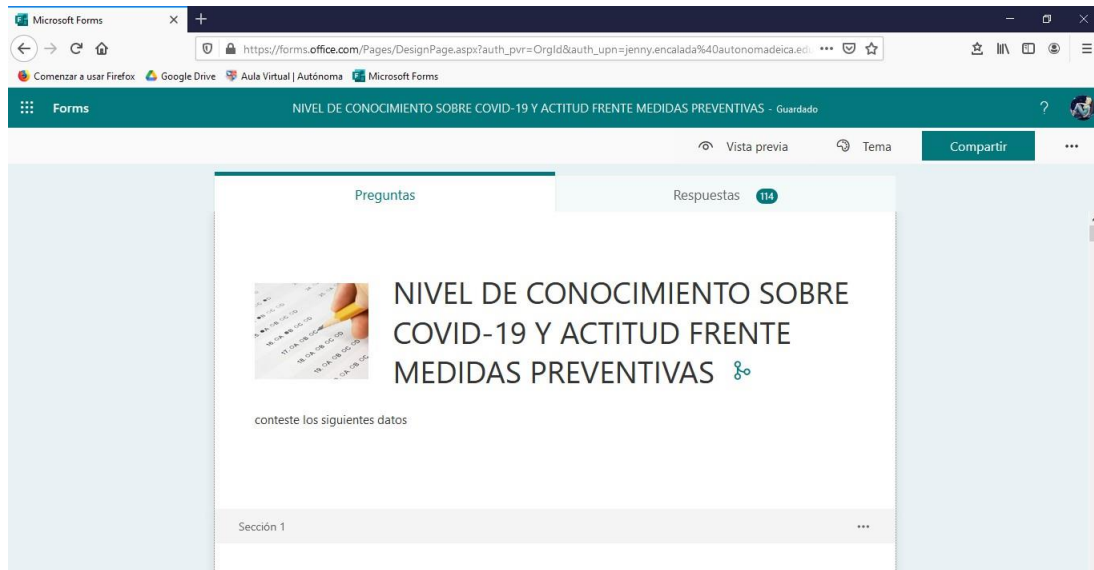 Microsoft Forms
https://forms.office.com/Pages/DesignPage.aspx?auth_pvr=OrgId&auth_upn=jenny.encalada%40autonomadeica.ed
Comenzar a usar Firefox Google Drive Aula Virtual | Autónoma Microsoft Forms
Forms NIVEL DE CONOCIMIENTO SOBRE COVID-19 Y ACTITUD FRENTE MEDIDAS PREVENTIVAS - Guardado ?
Vista previa Tema Compartir
Preguntas Respuestas 114
NIVEL DE CONOCIMIENTO SOBRE
COVID-19 Y ACTITUD FRENTE
MEDIDAS PREVENTIVAS
conteste los siguientes datos
Sección 1